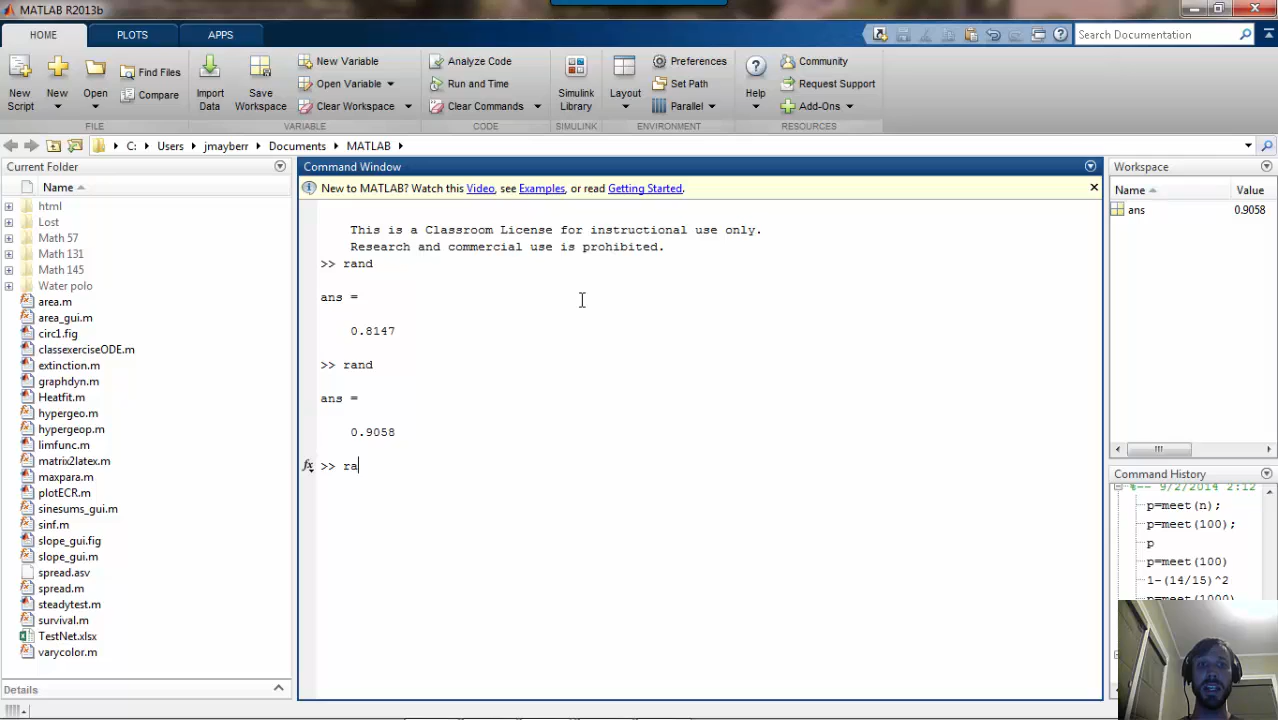 MATLAB R2013b
HOME PLOTS APPS
Search Documentation
New Script
New
Open
Find Files
Compare
Import Data
Save Workspace
New Variable
Open Variable
Clear Workspace
Analyze Code
Run and Time
Clear Commands
Simulink Library
Layout
Preferences
Set Path
Parallel
Help
Community
Request Support
Add-Ons
FILE VARIABLE CODE SIMULINK ENVIRONMENT RESOURCES
C: Users jmayberr Documents MATLAB
Current Folder
Name
html
Lost
Math 57
Math 131
Math 145
Water polo
area.m
area_gui.m
circ1.fig
classexerciseODE.m
extinction.m
graphdyn.m
Heatfit.m
hypergeo.m
hypergeop.m
limfunc.m
matrix2latex.m
maxpara.m
plotECR.m
sinesums_gui.m
sinf.m
slope_gui.fig
slope_gui.m
spread.asv
spread.m
steadytest.m
survival.m
TestNet.xlsx
varycolor.m
Details
Command Window
New to MATLAB? Watch this Video, see Examples, or read Getting Started.
This is a Classroom License for instructional use only.
Research and commercial use is prohibited.
>> rand
ans =
0.8147
>> rand
ans =
0.9058
fx >> ra
Workspace
Name Value
ans 0.9058
Command History
%-- 9/2/2014 2:12
p=meet(n);
p=meet(100);
p
p=meet(100)
1-(14/15)^2
p=meet(1000)